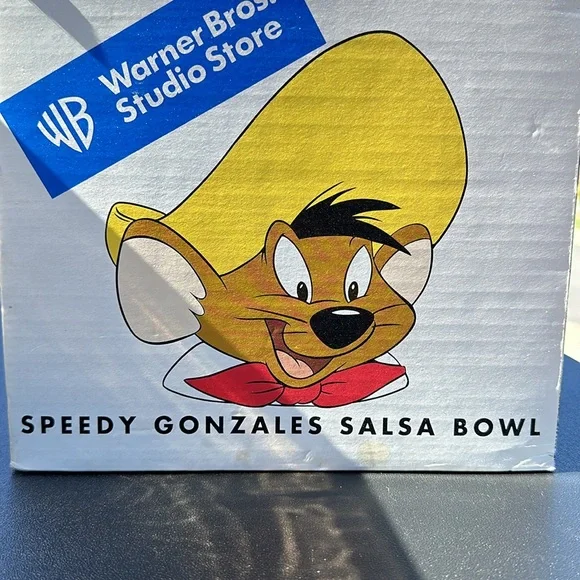 WB
Warner Bros.
Studio Store
SPEEDY GONZALES SALSA BOWL